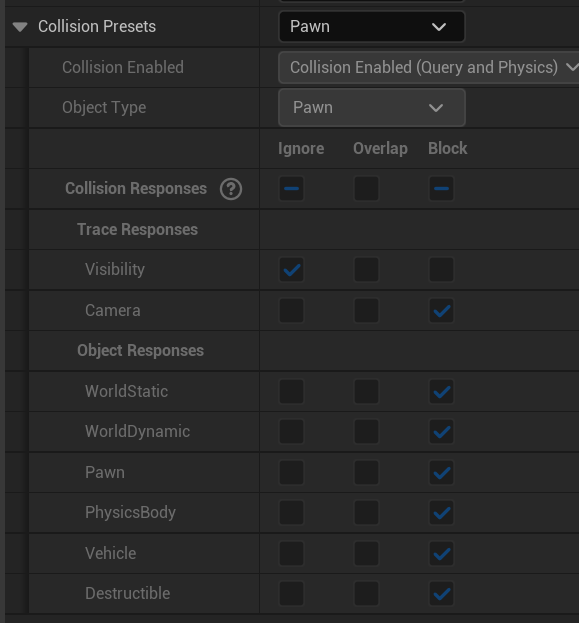 Collision Presets Pawn
Collision Enabled Collision Enabled (Query and Physics)
Object Type Pawn
Ignore Overlap Block
Collision Responses ?
Trace Responses
Visibility
Camera
Object Responses
WorldStatic
WorldDynamic
Pawn
PhysicsBody
Vehicle
Destructible